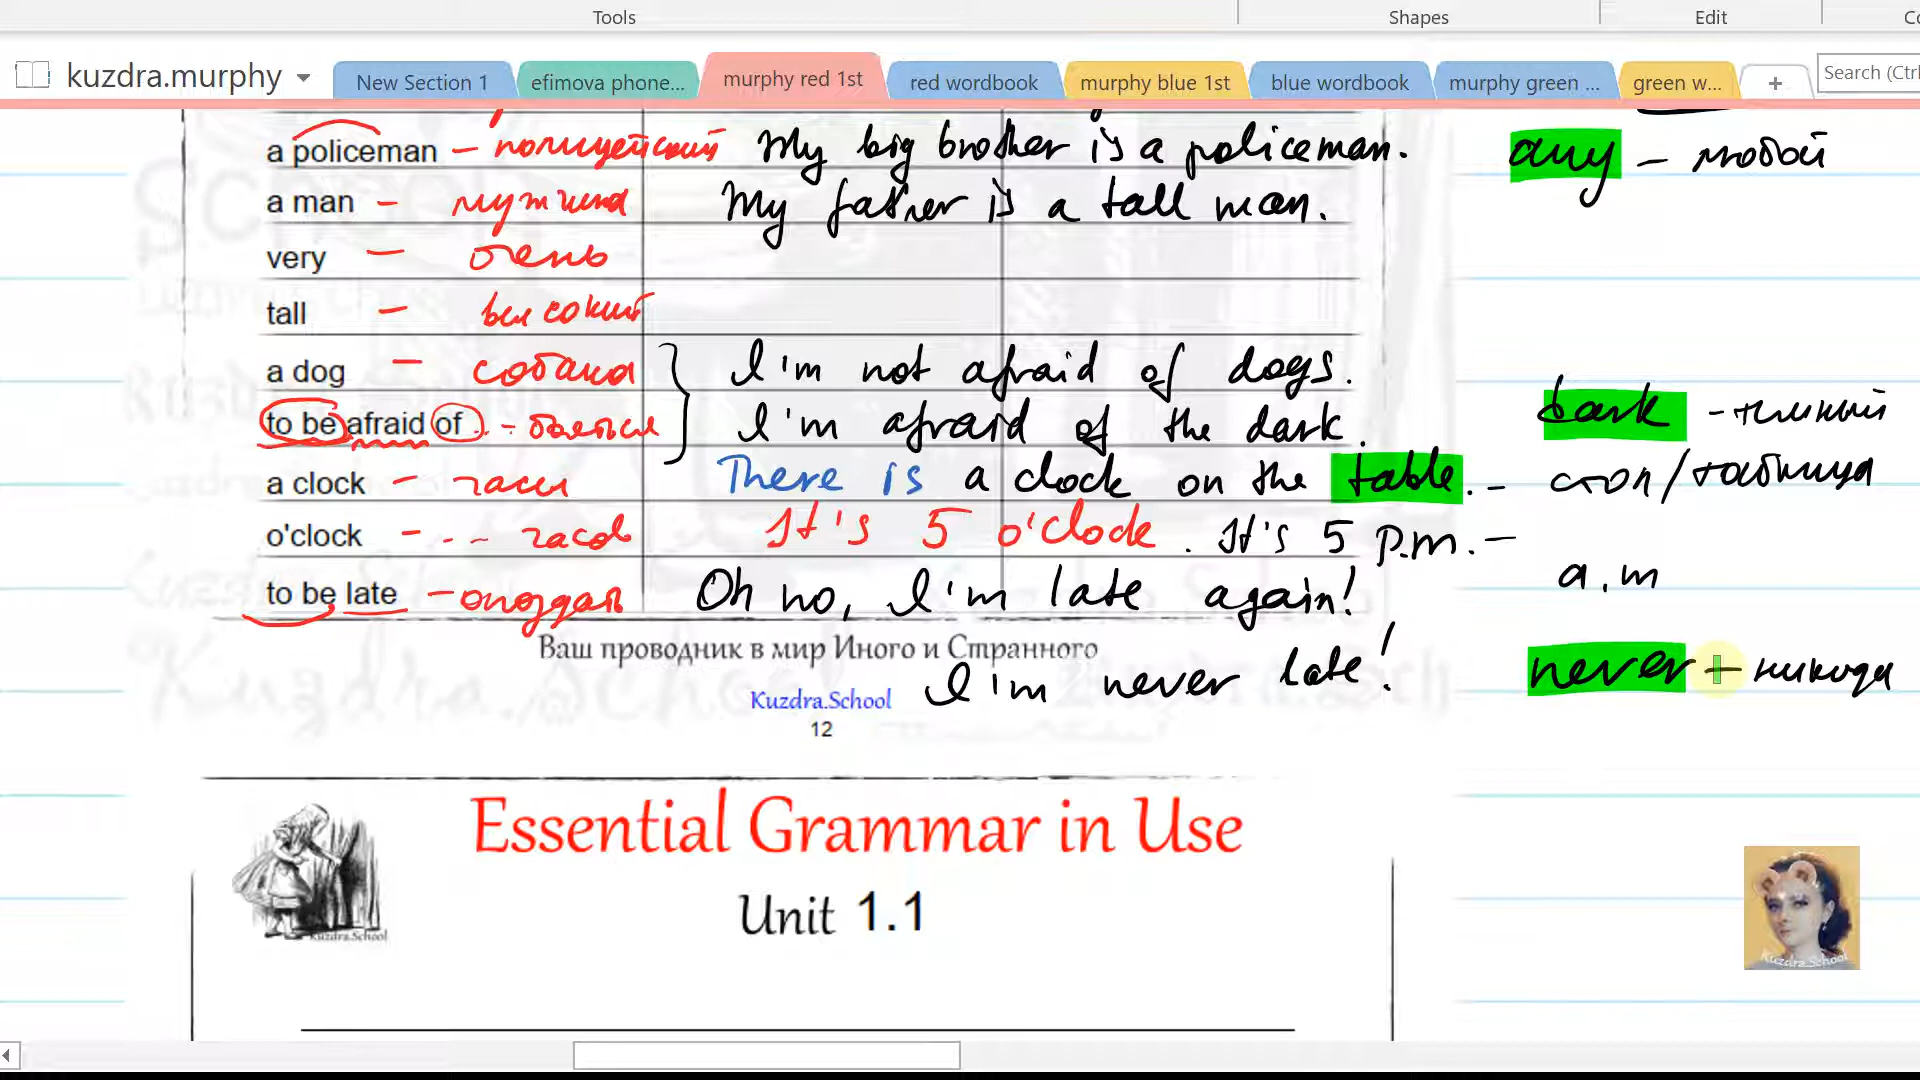 Tools Shapes Edit
kuzdra.murphy New Section 1 efimova phone... murphy red 1st red wordbook murphy blue 1st blue wordbook murphy green ... green w... + Search (Ctrl
a policeman – полицейский My big brother is a policeman. any – любой
a man – мужчина My father is a tall man.
very – очень
tall – высокий
a dog – собака I'm not afraid of dogs.
to be afraid of .. - бояться I'm afraid of the dark. dark - темный
a clock – часы There is a clock on the table. – стол/таблица
o'clock – ... часов It's 5 o'clock. It's 5 p.m. –
a.m
to be late – опоздать Oh no, I'm late again!
Ваш проводник в мир Иного и Странного
I'm never late! never – никогда
Kuzdra.School
12
Essential Grammar in Use
Unit 1.1
Kuzdra.School
Kuzdra.School